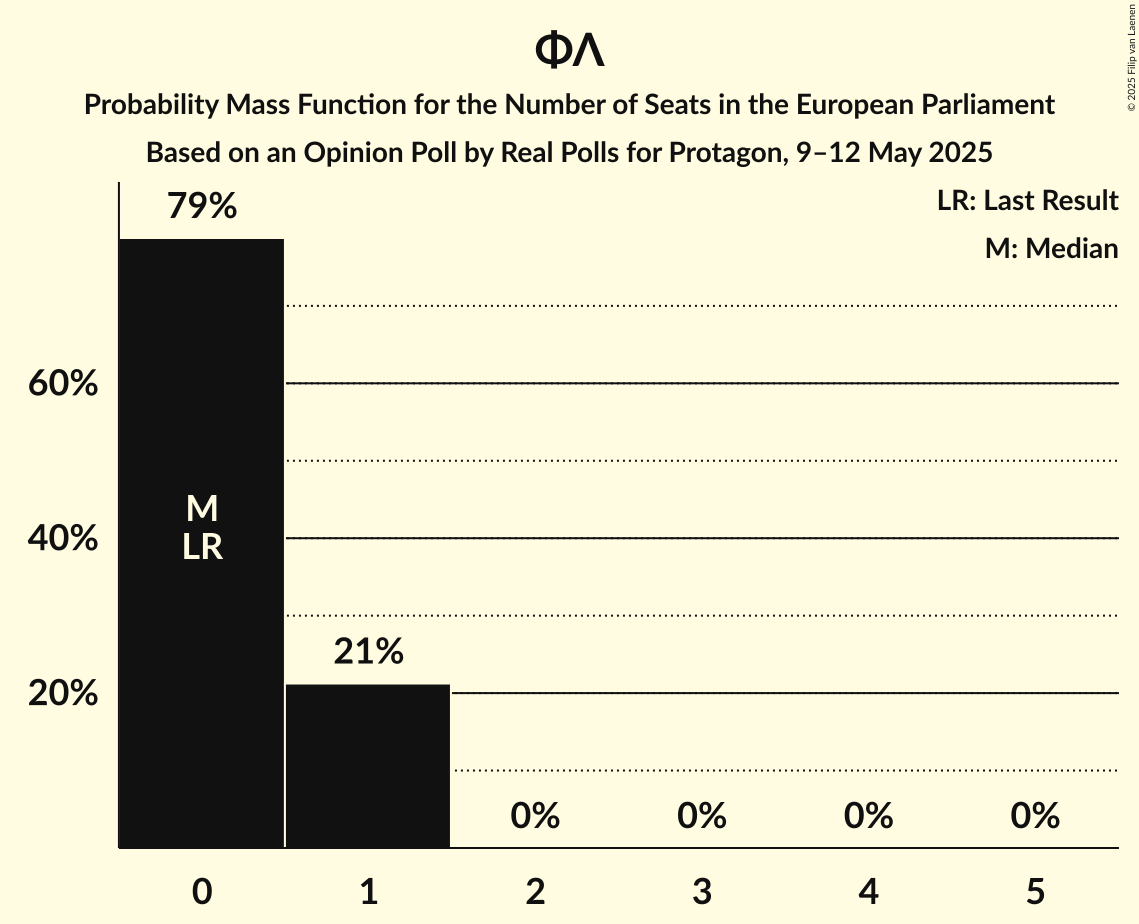 ΦΛ
Probability Mass Function for the Number of Seats in the European Parliament
Based on an Opinion Poll by Real Polls for Protagon, 9–12 May 2025
© 2025 Filip van Laenen
LR: Last Result
M: Median
79%
60%
M
40%
LR
21%
20%
0% 0% 0% 0%
0 1 2 3 4 5